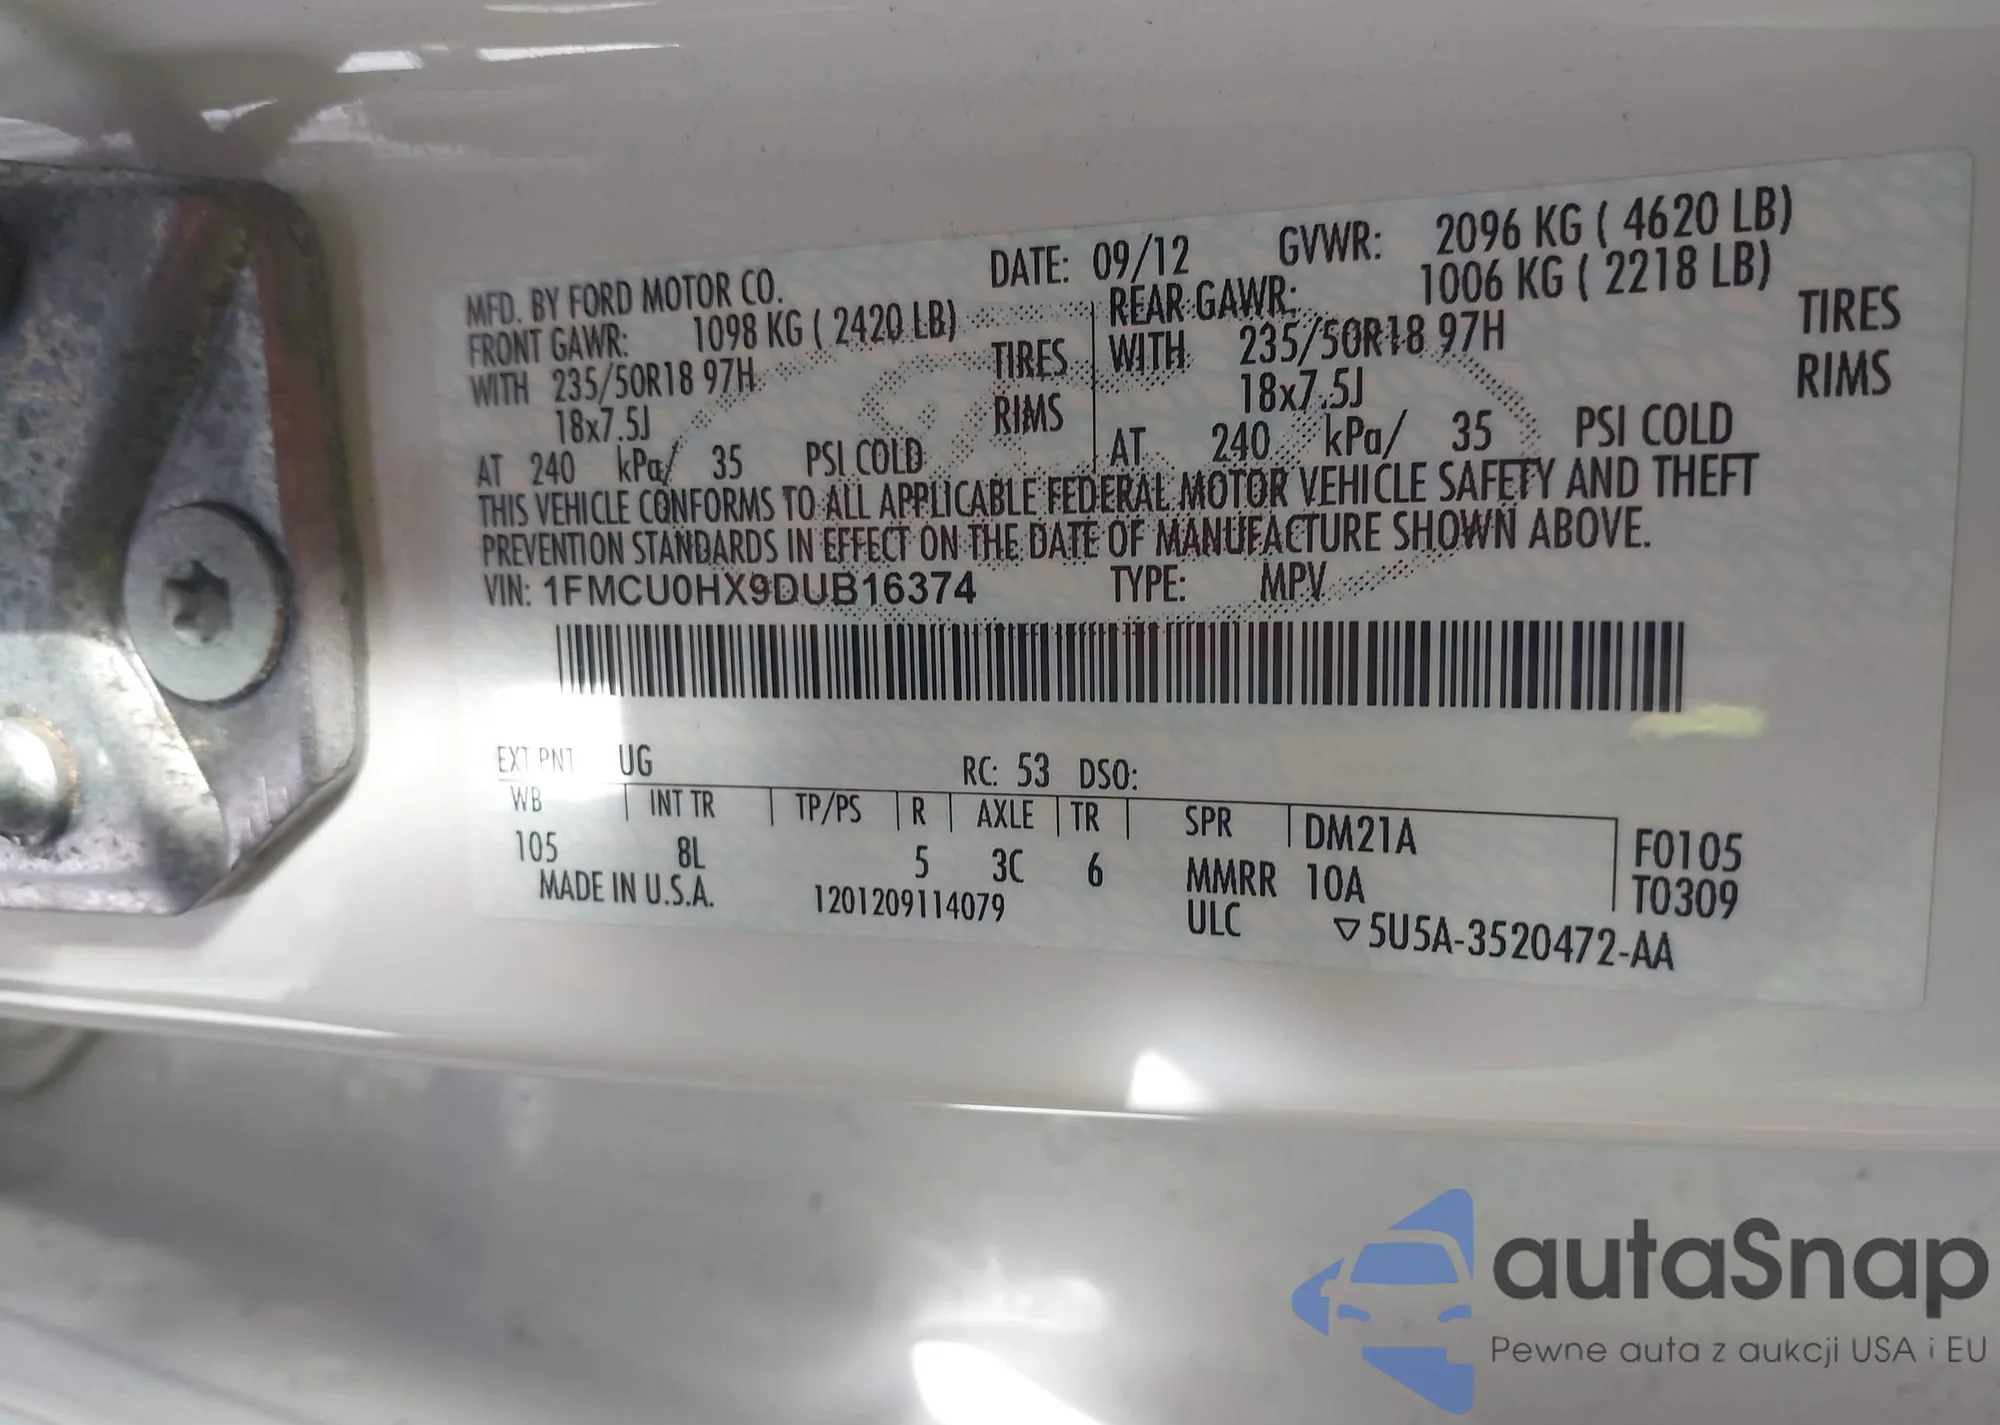 MFD. BY FORD MOTOR CO. DATE: 09/12 GVWR: 2096 KG ( 4620 LB)
FRONT GAWR: 1098 KG ( 2420 LB) REAR GAWR: 1006 KG ( 2218 LB)
WITH 235/50R18 97H TIRES WITH 235/50R18 97H TIRES
18x7.5J RIMS 18x7.5J RIMS
AT 240 kPa/ 35 PSI COLD AT 240 kPa/ 35 PSI COLD
THIS VEHICLE CONFORMS TO ALL APPLICABLE FEDERAL MOTOR VEHICLE SAFETY AND THEFT
PREVENTION STANDARDS IN EFFECT ON THE DATE OF MANUFACTURE SHOWN ABOVE.
VIN: 1FMCU0HX9DUB16374 TYPE: MPV
EXT PNT UG RC: 53 DSO:
WB INT TR TP/PS R AXLE TR SPR DM21A F0105
105 8L 5 3C 6 MMRR 10A T0309
MADE IN U.S.A. 1201209114079 ULC ▽5U5A-3520472-AA
autaSnap
Pewne auta z aukcji USA i EU